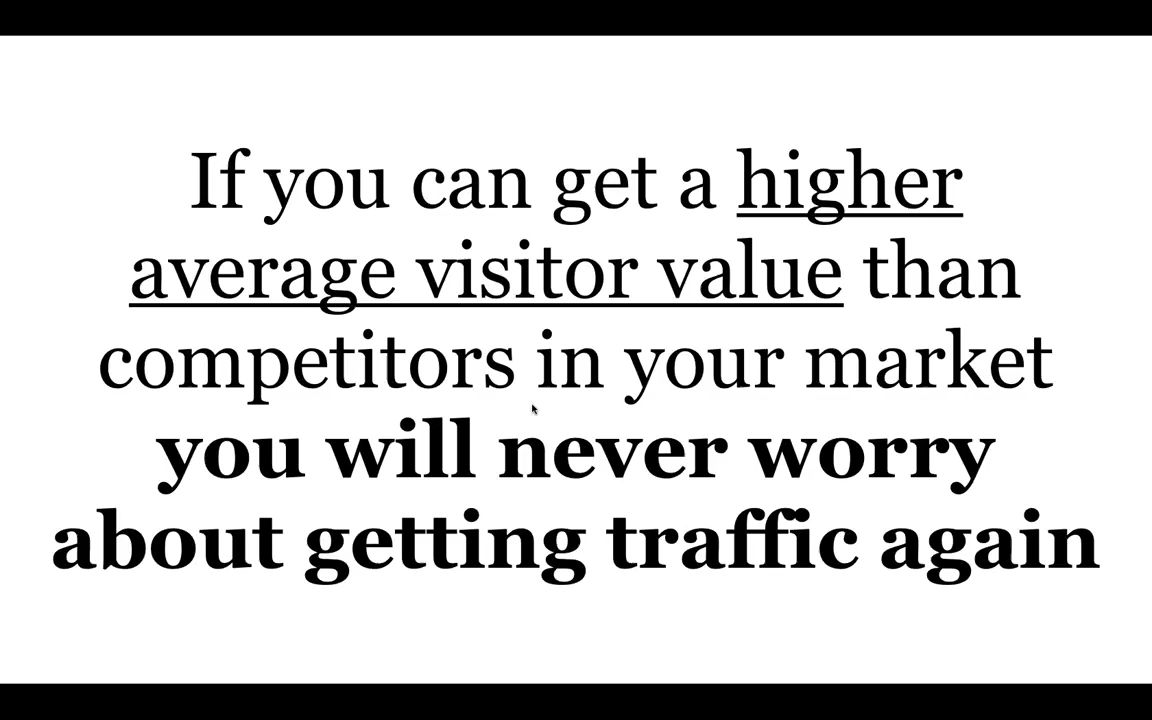 If you can get a higher
average visitor value than
competitors in your market
you will never worry
about getting traffic again